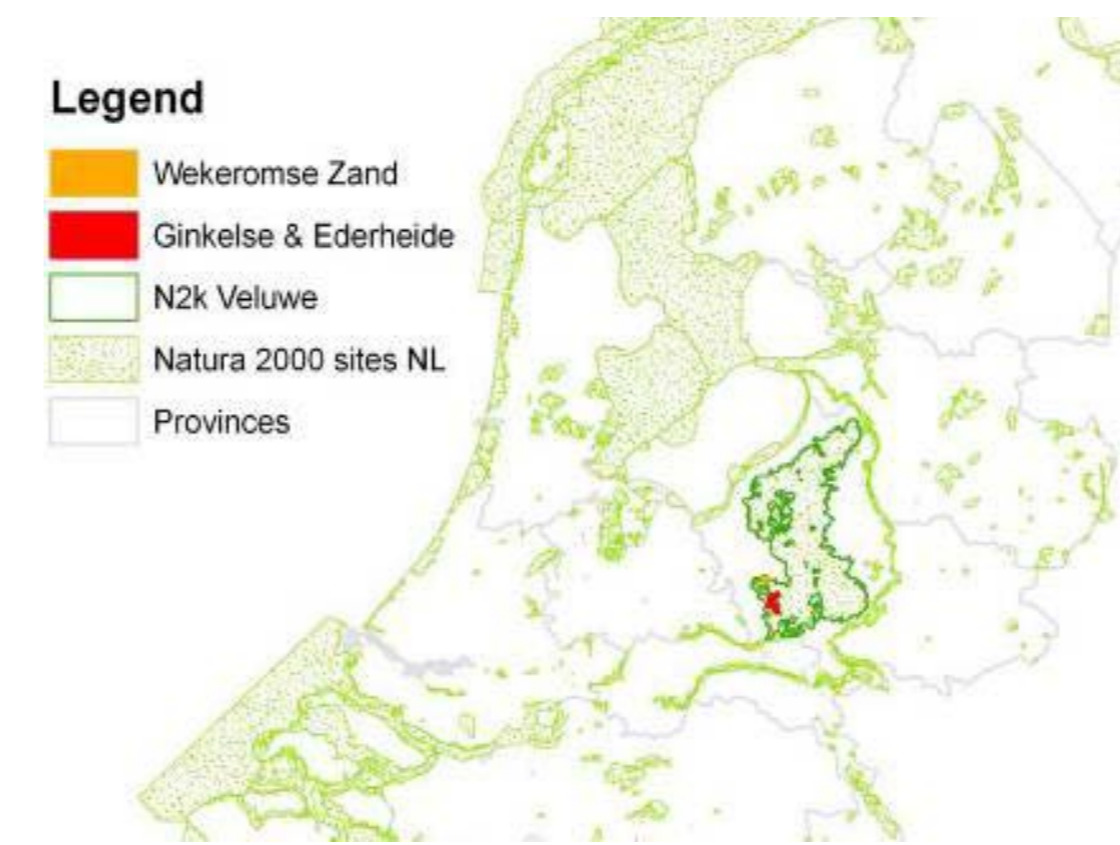 Legend
Wekeromse Zand
Ginkelse & Ederheide
N2k Veluwe
Natura 2000 sites NL
Provinces